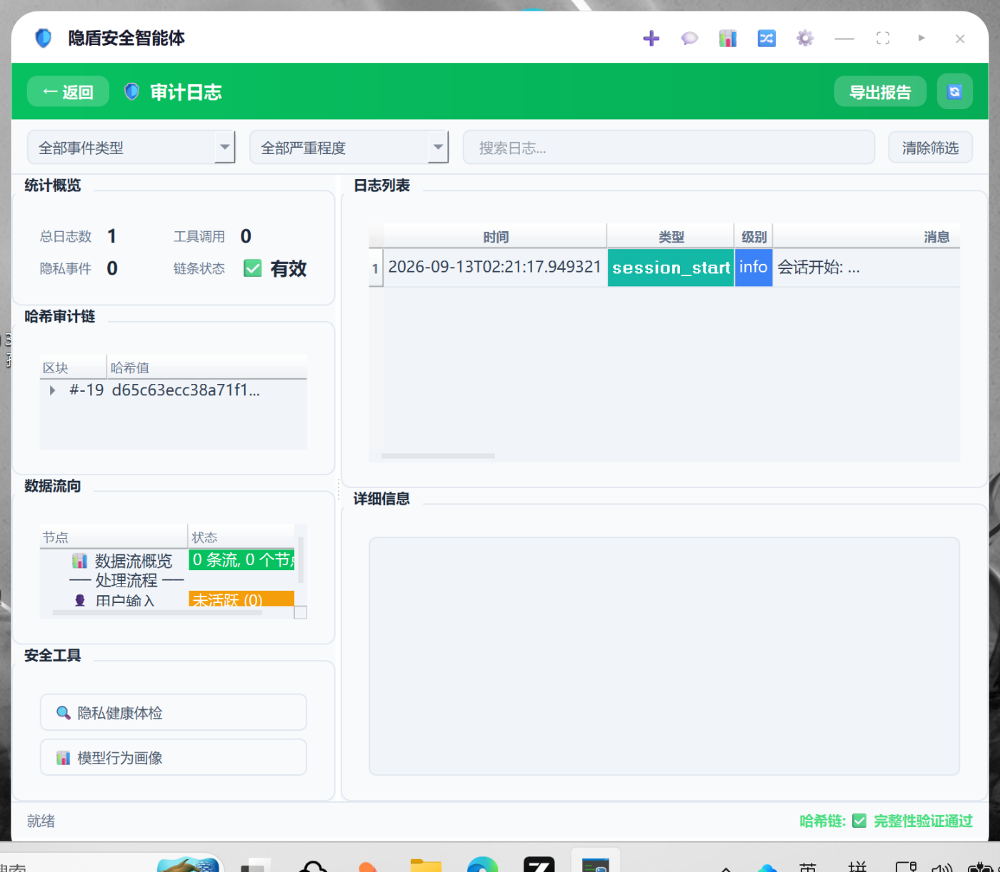 隐盾安全智能体
← 返回 审计日志 导出报告
全部事件类型 全部严重程度 搜索日志... 清除筛选
统计概览
总日志数 1 工具调用 0
隐私事件 0 链条状态 ✅ 有效
哈希审计链
区块 哈希值
#-19 d65c63ecc38a71f1...
数据流向
节点 状态
数据流概览 0 条流, 0 个节点
── 处理流程 ──
用户输入 未活跃 (0)
安全工具
隐私健康体检
模型行为画像
日志列表
时间 类型 级别 消息
1 2026-09-13T02:21:17.949321 session_start info 会话开始: ...
详细信息
就绪 哈希链: ✅ 完整性验证通过
英 拼